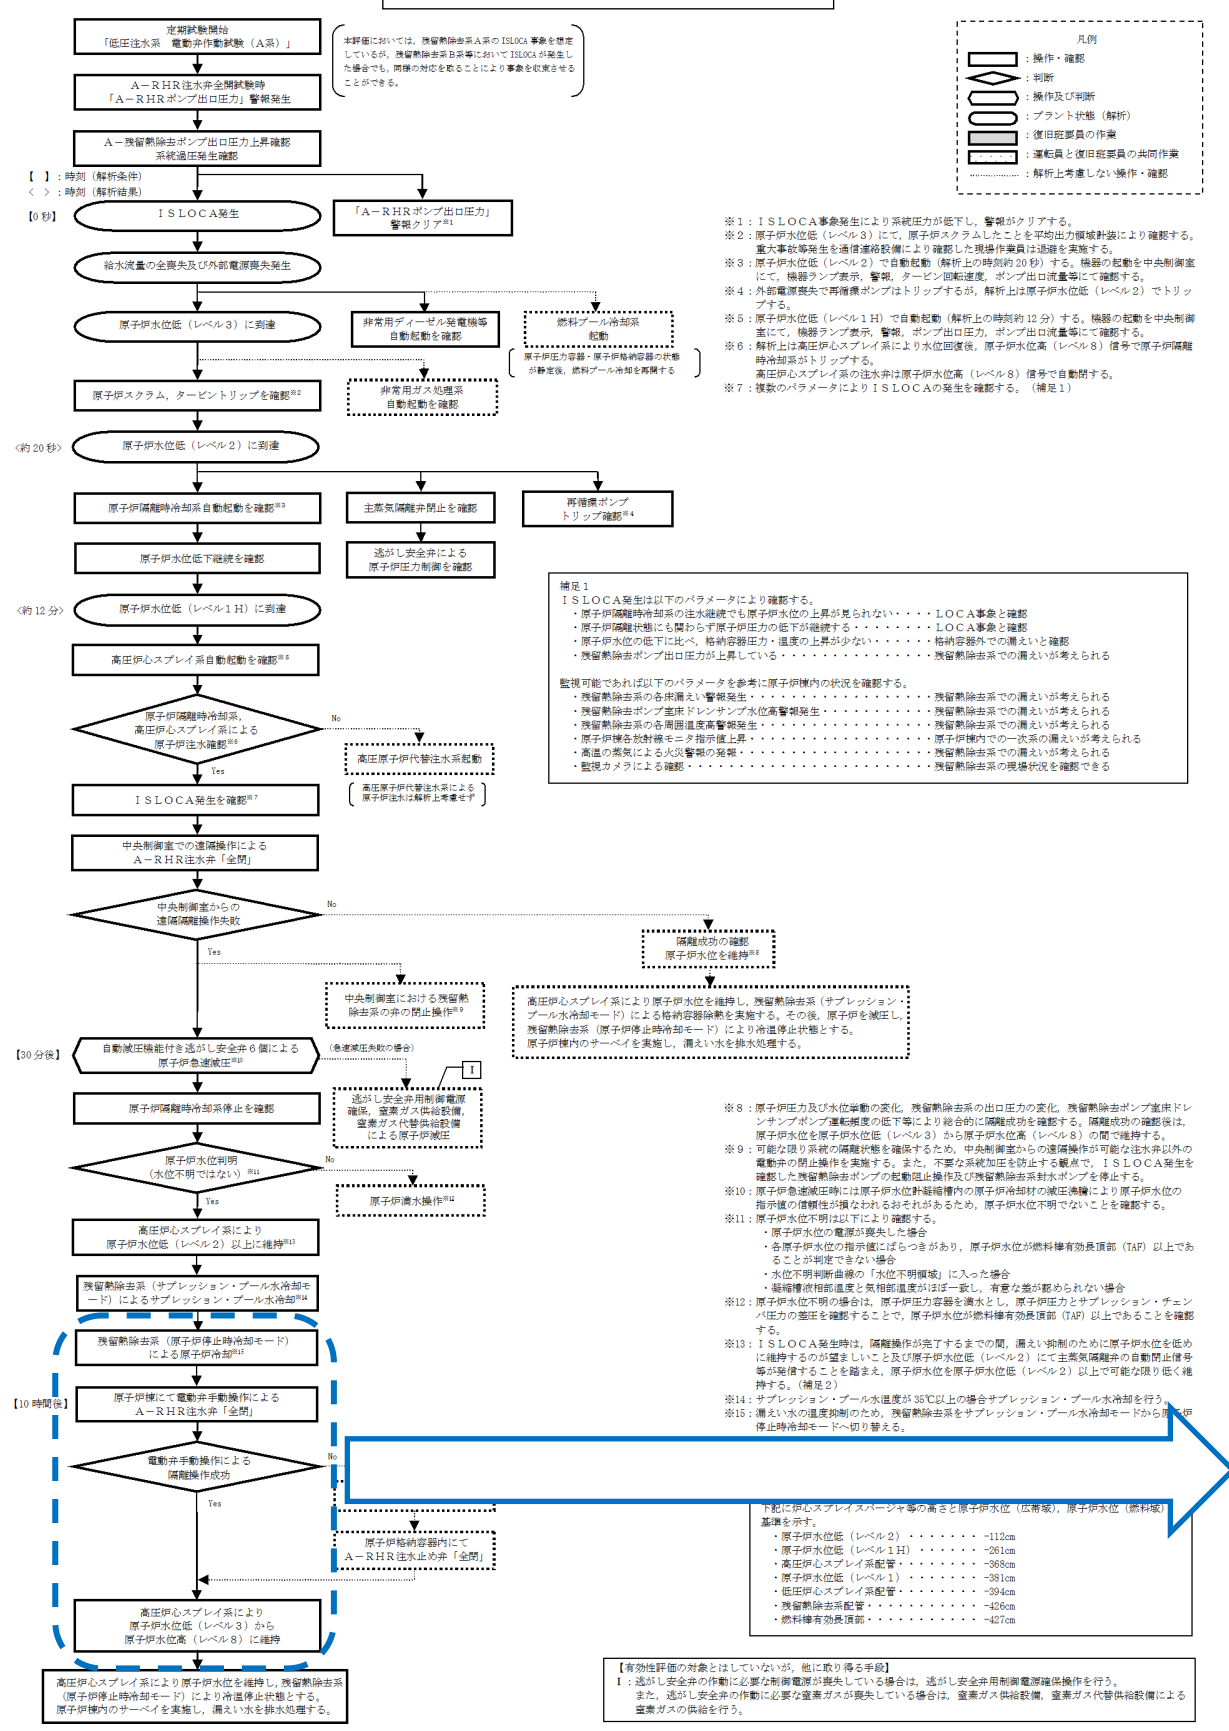 定期試験開始
「低圧注水系 電動弁作動試験（A系）」
本評価においては，残留熱除去系A系のISLOCA事象を想定
しているが，残留熱除去系B系等においてISLOCAが発生し
た場合でも，同様の対応を取ることにより事象を収束させる
ことができる。
凡例
：操作・確認
：判断
：操作及び判断
：プラント状態（解析）
：復旧班要員の作業
：運転員と復旧班要員の共同作業
：解析上考慮しない操作・確認
A－RHR注水弁全開試験時
「A－RHRポンプ出口圧力」警報発生
A－残留熱除去ポンプ出口圧力上昇確認
系統過圧発生確認
【 】：時刻（解析条件）
＜ ＞：時刻（解析結果）
【0秒】
ISLOCA発生
「A－RHRポンプ出口圧力」
警報クリア※1
給水流量の全喪失及び外部電源喪失発生
原子炉水位低（レベル3）に到達
非常用ディーゼル発電機等
自動起動を確認
燃料プール冷却系
起動
原子炉圧力容器・原子炉格納容器の状態
が静定後，燃料プール冷却を再開する
原子炉スクラム，タービントリップを確認※2
非常用ガス処理系
自動起動を確認
＜約20秒＞
原子炉水位低（レベル2）に到達
原子炉隔離時冷却系自動起動を確認※3
主蒸気隔離弁閉止を確認
再循環ポンプ
トリップ確認※4
原子炉水位低下継続を確認
逃がし安全弁による
原子炉圧力制御を確認
＜約12分＞
原子炉水位低（レベル1H）に到達
高圧炉心スプレイ系自動起動を確認※5
原子炉隔離時冷却系，
高圧炉心スプレイ系による
原子炉注水確認※6
No
Yes
高圧原子炉代替注水系起動
高圧原子炉代替注水系による
原子炉注水は解析上考慮せず
ISLOCA発生を確認※7
中央制御室での遠隔操作による
A－RHR注水弁「全閉」
中央制御室からの
遠隔隔離操作失敗
No
Yes
隔離成功の確認
原子炉水位を維持※8
中央制御室における残留熱
除去系の弁の閉止操作※9
高圧炉心スプレイ系により原子炉水位を維持し，残留熱除去系（サプレッション・
プール水冷却モード）による格納容器除熱を実施する。その後，原子炉を減圧し，
残留熱除去系（原子炉停止時冷却モード）により冷温停止状態とする。
原子炉棟内のサーベイを実施し，漏えい水を排水処理する。
【30分後】
自動減圧機能付き逃がし安全弁6個による
原子炉急速減圧※10
（急速減圧失敗の場合）
I
逃がし安全弁用制御電源
確保，窒素ガス供給設備，
窒素ガス代替供給設備
による原子炉減圧
原子炉隔離時冷却系停止を確認
原子炉水位判明
（水位不明ではない）※11
No
Yes
原子炉満水操作※12
高圧炉心スプレイ系により
原子炉水位低（レベル2）以上に維持※13
残留熱除去系（サプレッション・プール水冷却モ
ード）によるサプレッション・プール水冷却※14
残留熱除去系（原子炉停止時冷却モード）
による原子炉冷却※15
【10時間後】
原子炉棟にて電動弁手動操作による
A－RHR注水弁「全閉」
電動弁手動操作による
隔離操作成功
No
Yes
原子炉格納容器内にて
A－RHR注水止め弁「全閉」
高圧炉心スプレイ系により
原子炉水位低（レベル3）から
原子炉水位高（レベル8）に維持
高圧炉心スプレイ系により原子炉水位を維持し，残留熱除去系
（原子炉停止時冷却モード）により冷温停止状態とする。
原子炉棟内のサーベイを実施し，漏えい水を排水処理する。
※1：ISLOCA事象発生により系統圧力が低下し，警報がクリアする。
※2：原子炉水位低（レベル3）にて，原子炉スクラムしたことを平均出力領域計装により確認する。
重大事故等発生を通信連絡設備により確認した現場作業員は退避を実施する。
※3：原子炉水位低（レベル2）で自動起動（解析上の時刻約20秒）する。機器の起動を中央制御室
にて，機器ランプ表示，警報，タービン回転速度，ポンプ出口流量等にて確認する。
※4：外部電源喪失で再循環ポンプはトリップするが，解析上は原子炉水位低（レベル2）でトリッ
プする。
※5：原子炉水位低（レベル1H）で自動起動（解析上の時刻約12分）する。機器の起動を中央制御
室にて，機器ランプ表示，警報，ポンプ出口圧力，ポンプ出口流量等にて確認する。
※6：解析上は高圧炉心スプレイ系により水位回復後，原子炉水位高（レベル8）信号で原子炉隔離
時冷却系がトリップする。
高圧炉心スプレイ系の注水弁は原子炉水位高（レベル8）信号で自動閉する。
※7：複数のパラメータによりISLOCAの発生を確認する。（補足1）
補足1
ISLOCA発生は以下のパラメータにより確認する。
・原子炉隔離時冷却系の注水継続でも原子炉水位の上昇が見られない・・・・LOCA事象と確認
・原子炉隔離状態にも関わらず原子炉圧力の低下が継続する・・・・・・・・LOCA事象と確認
・原子炉水位の低下に比べ，格納容器圧力・温度の上昇が少ない・・・・・・格納容器外での漏えいと確認
・残留熱除去ポンプ出口圧力が上昇している・・・・・・・・・・・・・・・残留熱除去系での漏えいが考えられる
監視可能であれば以下のパラメータを参考に原子炉棟内の状況を確認する。
・残留熱除去系の各床漏えい警報発生・・・・・・・・・・・・・・・・・・残留熱除去系での漏えいが考えられる
・残留熱除去ポンプ室床ドレンサンプ水位高警報発生・・・・・・・・・・・残留熱除去系での漏えいが考えられる
・残留熱除去系の各周囲温度高警報発生・・・・・・・・・・・・・・・・・残留熱除去系での漏えいが考えられる
・原子炉棟各放射線モニタ指示値上昇・・・・・・・・・・・・・・・・・・原子炉棟内での一次系の漏えいが考えられる
・高温の蒸気による火災警報の発報・・・・・・・・・・・・・・・・・・・残留熱除去系での漏えいが考えられる
・監視カメラによる確認・・・・・・・・・・・・・・・・・・・・・・・・残留熱除去系の現場状況を確認できる
※8：原子炉圧力及び水位挙動の変化，残留熱除去系の出口圧力の変化，残留熱除去ポンプ室床ドレ
ンサンプポンプ運転頻度の低下等により総合的に隔離成功を確認する。隔離成功の確認後は，
原子炉水位を原子炉水位低（レベル3）から原子炉水位高（レベル8）の間で維持する。
※9：可能な限り系統の隔離状態を確保するため，中央制御室からの遠隔操作が可能な注水弁以外の
電動弁の閉止操作を実施する。また，不要な系統加圧を防止する観点で，ISLOCA発生を
確認した残留熱除去ポンプの起動阻止操作及び残留熱除去系封水ポンプを停止する。
※10：原子炉急速減圧時には原子炉水位計凝縮槽内の原子炉冷却材の減圧沸騰により原子炉水位の
指示値の信頼性が損なわれるおそれがあるため，原子炉水位不明でないことを確認する。
※11：原子炉水位不明は以下により確認する。
・原子炉水位の電源が喪失した場合
・各原子炉水位の指示値にばらつきがあり，原子炉水位が燃料棒有効長頂部（TAF）以上であ
ることが判定できない場合
・水位不明判断曲線の「水位不明領域」に入った場合
・凝縮槽液相部温度と気相部温度がほぼ一致し，有意な差が認められない場合
※12：原子炉水位不明の場合は，原子炉圧力容器を満水とし，原子炉圧力とサプレッション・チェン
バ圧力の差圧を確認することで，原子炉水位が燃料棒有効長頂部（TAF）以上であることを確認
する。
※13：ISLOCA発生時は，隔離操作が完了するまでの間，漏えい抑制のために原子炉水位を低め
に維持するのが望ましいこと及び原子炉水位低（レベル2）にて主蒸気隔離弁の自動閉止信号
等が発信することを踏まえ，原子炉水位を原子炉水位低（レベル2）以上で可能な限り低く維
持する。（補足2）
※14：サプレッション・プール水温度が35℃以上の場合サプレッション・プール水冷却を行う。
※15：漏えい水の温度抑制のため，残留熱除去系をサプレッション・プール水冷却モードから原子炉
停止時冷却モードへ切り替える。
下記に炉心スプレイスパージャ等の高さと原子炉水位（広帯域），原子炉水位（燃料域）
基準を示す。
・原子炉水位低（レベル2）・・・・・・・ -112cm
・原子炉水位低（レベル1H）・・・・・・ -261cm
・高圧炉心スプレイ系配管・・・・・・・・ -368cm
・原子炉水位低（レベル1）・・・・・・・ -381cm
・低圧炉心スプレイ系配管・・・・・・・・ -394cm
・残留熱除去系配管・・・・・・・・・・・ -426cm
・燃料棒有効長頂部・・・・・・・・・・・ -427cm
【有効性評価の対象とはしていないが，他に取り得る手段】
I：逃がし安全弁の作動に必要な制御電源が喪失している場合は，逃がし安全弁用制御電源確保操作を行う。
また，逃がし安全弁の作動に必要な窒素ガスが喪失している場合は，窒素ガス供給設備，窒素ガス代替供給設備による
窒素ガスの供給を行う。